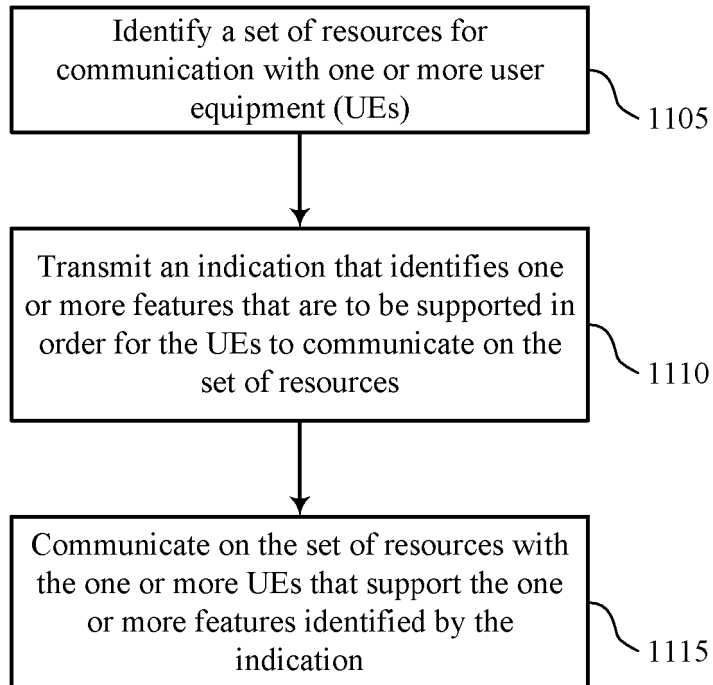 Identify a set of resources for
communication with one or more user
equipment (UEs)
1105
Transmit an indication that identifies one
or more features that are to be supported in
order for the UEs to communicate on the
set of resources
1110
Communicate on the set of resources with
the one or more UEs that support the one
or more features identified by the
indication
1115